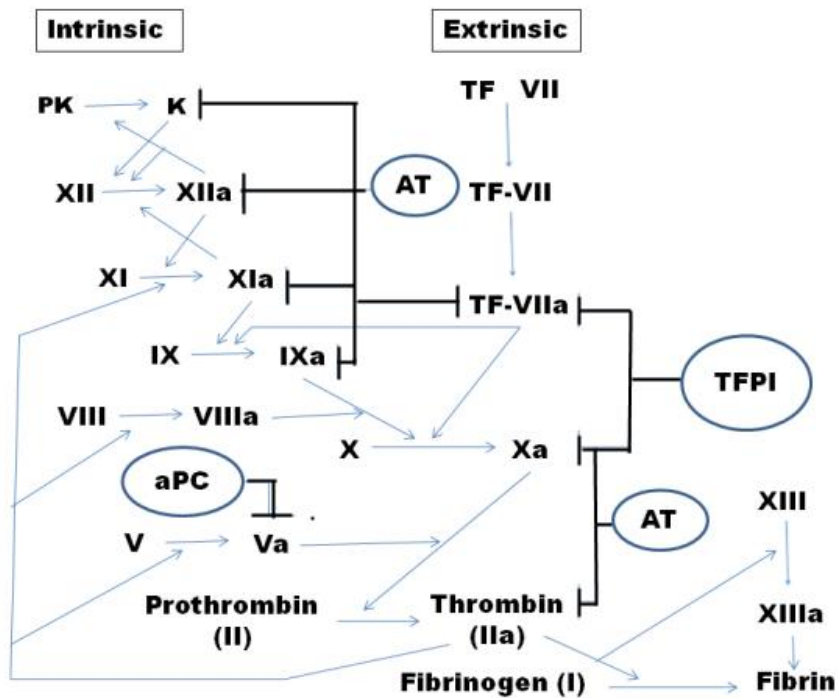 Intrinsic
Extrinsic
TF VII
PK K
AT
XII XIIa
TF-VII
XI XIa
TF-VIIa
IX IXa
TFPI
VIII VIIIa
X Xa
aPC
XIII
AT
V Va
Prothrombin
(II)
Thrombin
(IIa)
XIIIa
Fibrinogen (I)
Fibrin